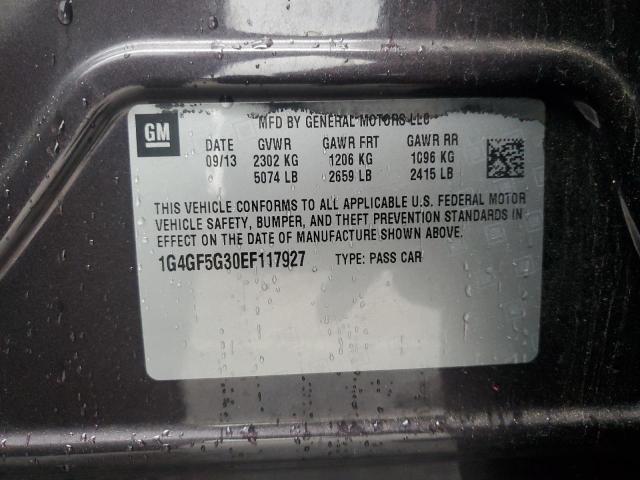 GM
MFD BY GENERAL MOTORS LLC
DATE GVWR GAWR FRT GAWR RR
09/13 2302 KG 1206 KG 1096 KG
5074 LB 2659 LB 2415 LB
THIS VEHICLE CONFORMS TO ALL APPLICABLE U.S. FEDERAL MOTOR
VEHICLE SAFETY, BUMPER, AND THEFT PREVENTION STANDARDS IN
EFFECT ON THE DATE OF MANUFACTURE SHOWN ABOVE.
1G4GF5G30EF117927 TYPE: PASS CAR